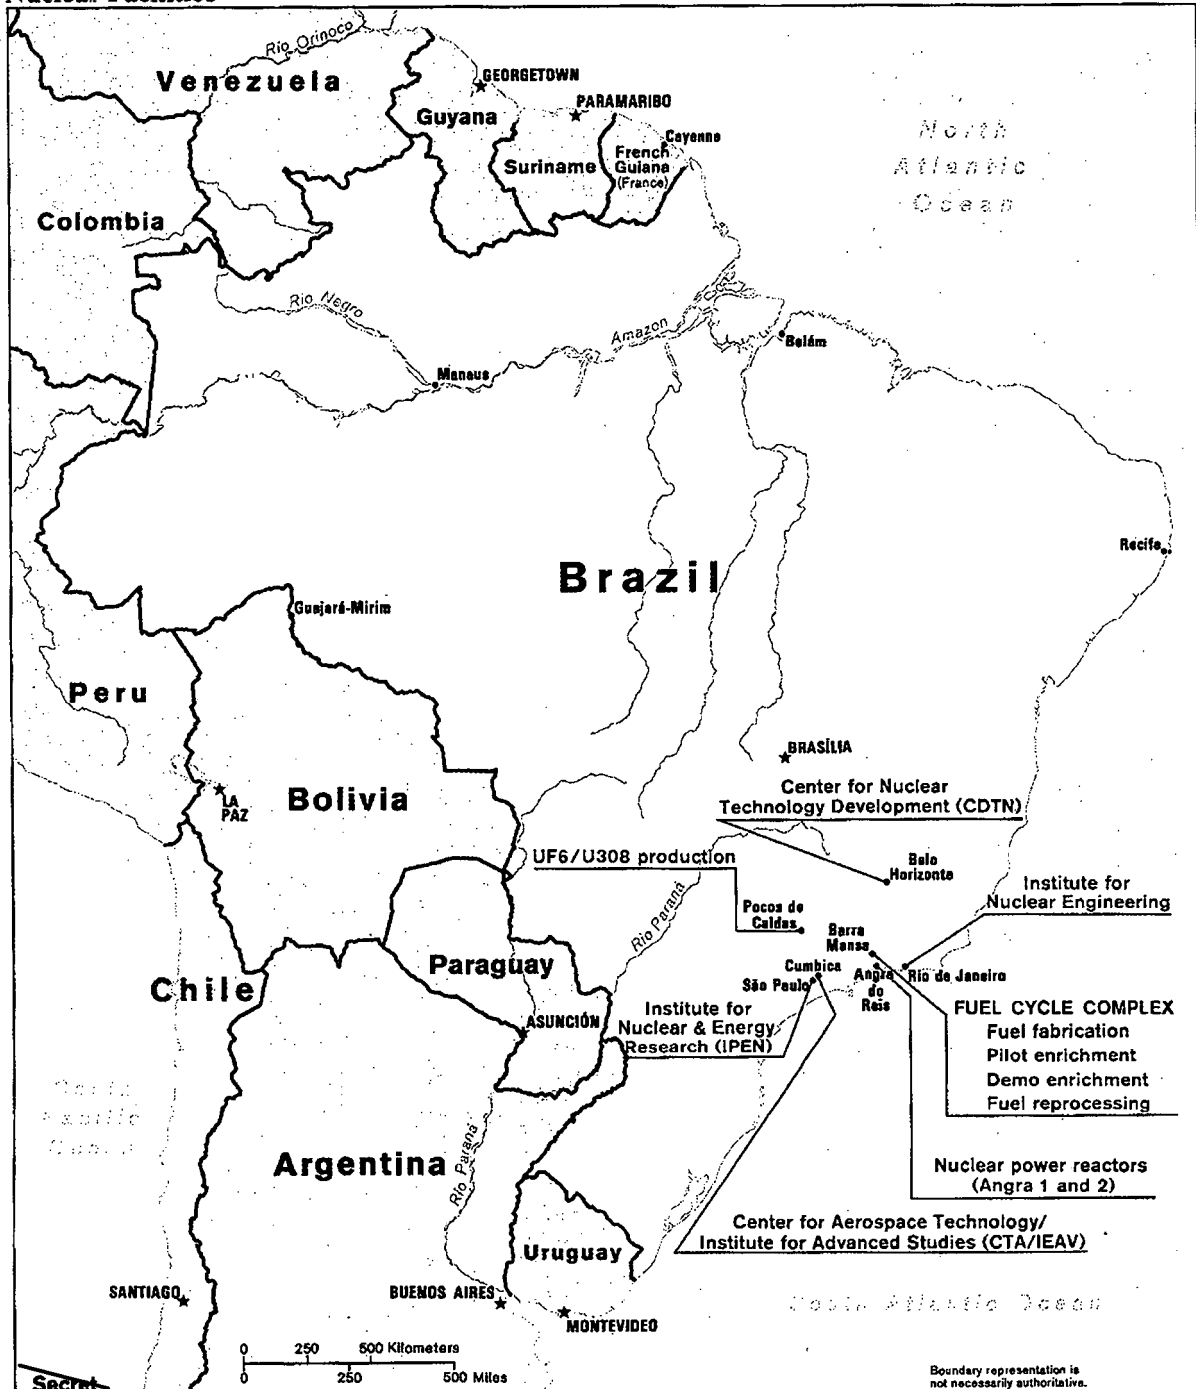 Nuclear Facilities
Rio Orinoco
Venezuela
GEORGETOWN
PARAMARIBO
Guyana
Cayenne
Suriname
French
Guiana
(France)
North
Atlantic
Ocean
Colombia
Rio Negro
Amazon
Belém
Manaus
Recife
Brazil
Guajará-Mirim
Peru
BRASÍLIA
Center for Nuclear
Technology Development (CDTN)
LA
PAZ
Bolivia
UF6/U308 production
Belo
Horizonte
Institute for
Nuclear Engineering
Rio Paraná
Pocos de
Caldas
Barra
Mansa
Paraguay
Cumbica
São Paulo
Angra
do
Reis
Rio de Janeiro
Chile
ASUNCIÓN
Institute for
Nuclear & Energy
Research (IPEN)
FUEL CYCLE COMPLEX
Fuel fabrication
Pilot enrichment
Demo enrichment
Fuel reprocessing
Pacific
Ocean
Argentina
Rio Paraná
Nuclear power reactors
(Angra 1 and 2)
Center for Aerospace Technology/
Institute for Advanced Studies (CTA/IEAV)
Uruguay
SANTIAGO
BUENOS AIRES
MONTEVIDEO
South Atlantic Ocean
0 250 500 Kilometers
0 250 500 Miles
Secret
Boundary representation is
not necessarily authoritative.